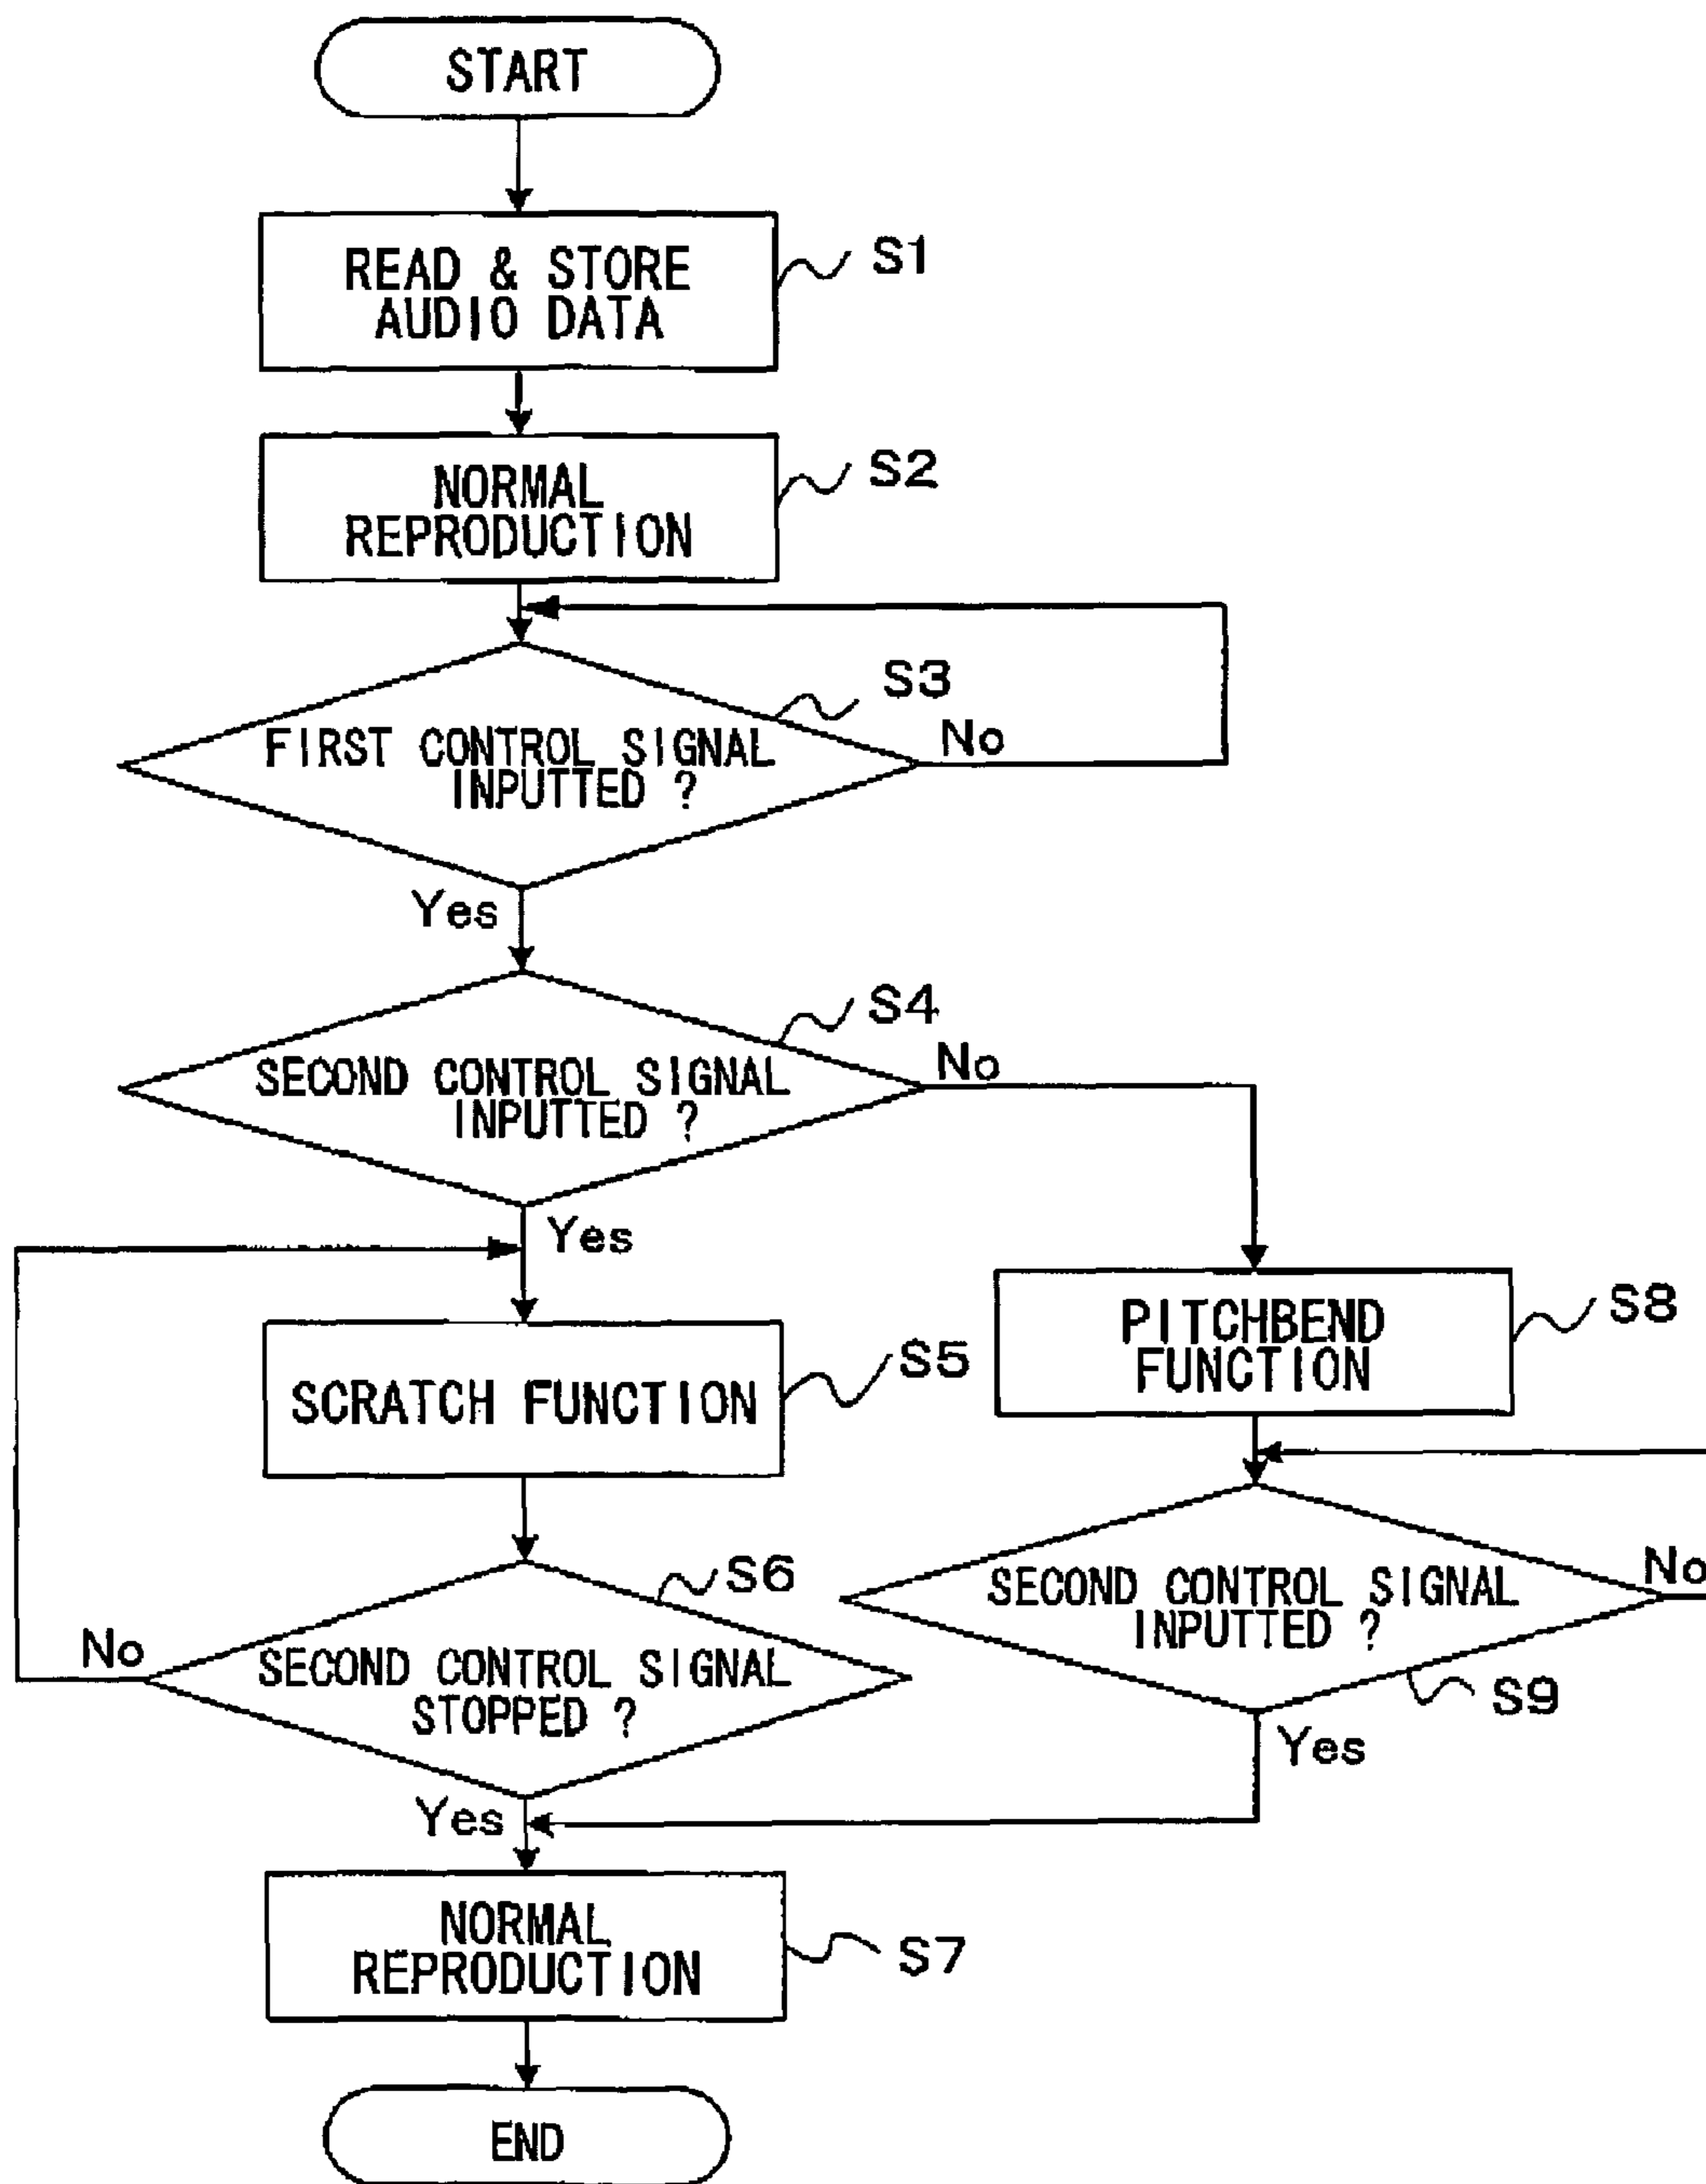 START
READ & STORE
AUDIO DATA
S1
NORMAL
REPRODUCTION
S2
S3
FIRST CONTROL SIGNAL
INPUTTED ?
No
Yes
S4
SECOND CONTROL SIGNAL
INPUTTED ?
No
Yes
SCRATCH FUNCTION
S5
PITCHBEND
FUNCTION
S8
S6
SECOND CONTROL SIGNAL
STOPPED ?
No
Yes
SECOND CONTROL SIGNAL
INPUTTED ?
No
S9
Yes
NORMAL
REPRODUCTION
S7
END